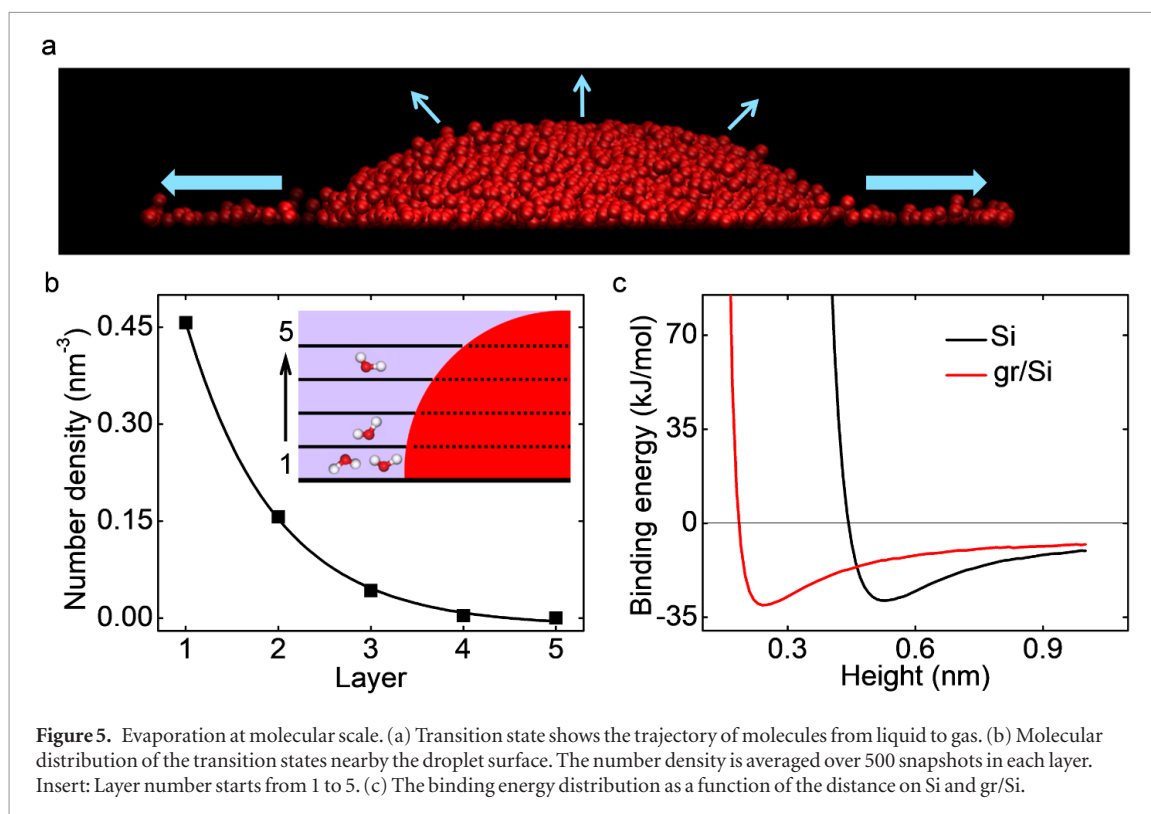 a
b
c
0.45
0.30
0.15
0.00
Number density (nm⁻³)
1 2 3 4 5
Layer
5
1
70
35
0
-35
Binding energy (kJ/mol)
Si
gr/Si
0.3 0.6 0.9
Height (nm)
Figure 5. Evaporation at molecular scale. (a) Transition state shows the trajectory of molecules from liquid to gas. (b) Molecular
distribution of the transition states nearby the droplet surface. The number density is averaged over 500 snapshots in each layer.
Insert: Layer number starts from 1 to 5. (c) The binding energy distribution as a function of the distance on Si and gr/Si.